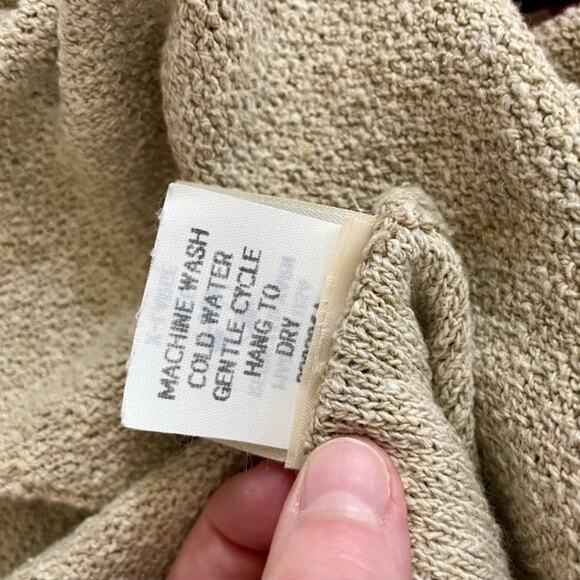 MACHINE WASH
COLD WATER
GENTLE CYCLE
HANG TO
DRY